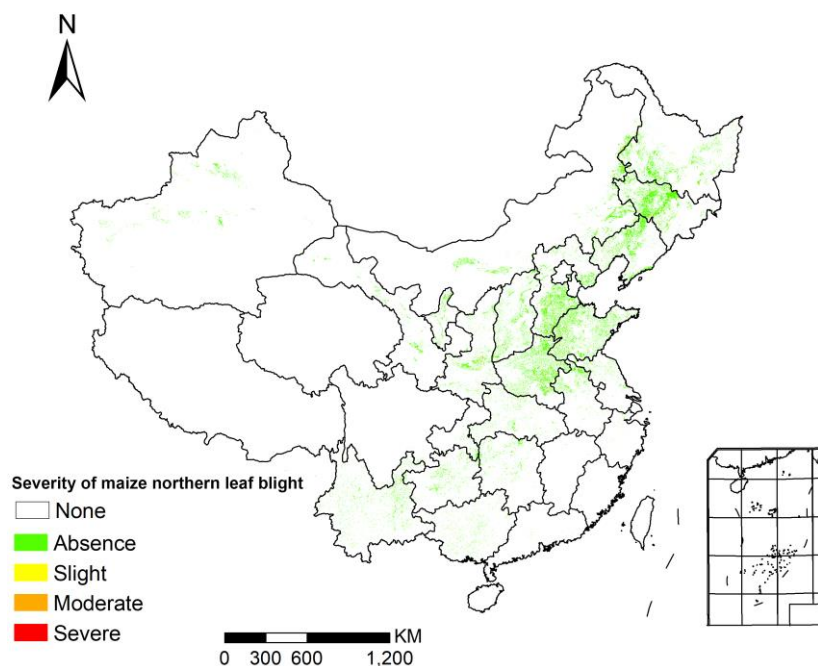 N
Severity of maize northern leaf blight
None
Absence
Slight
Moderate
Severe
KM
0 300 600 1,200